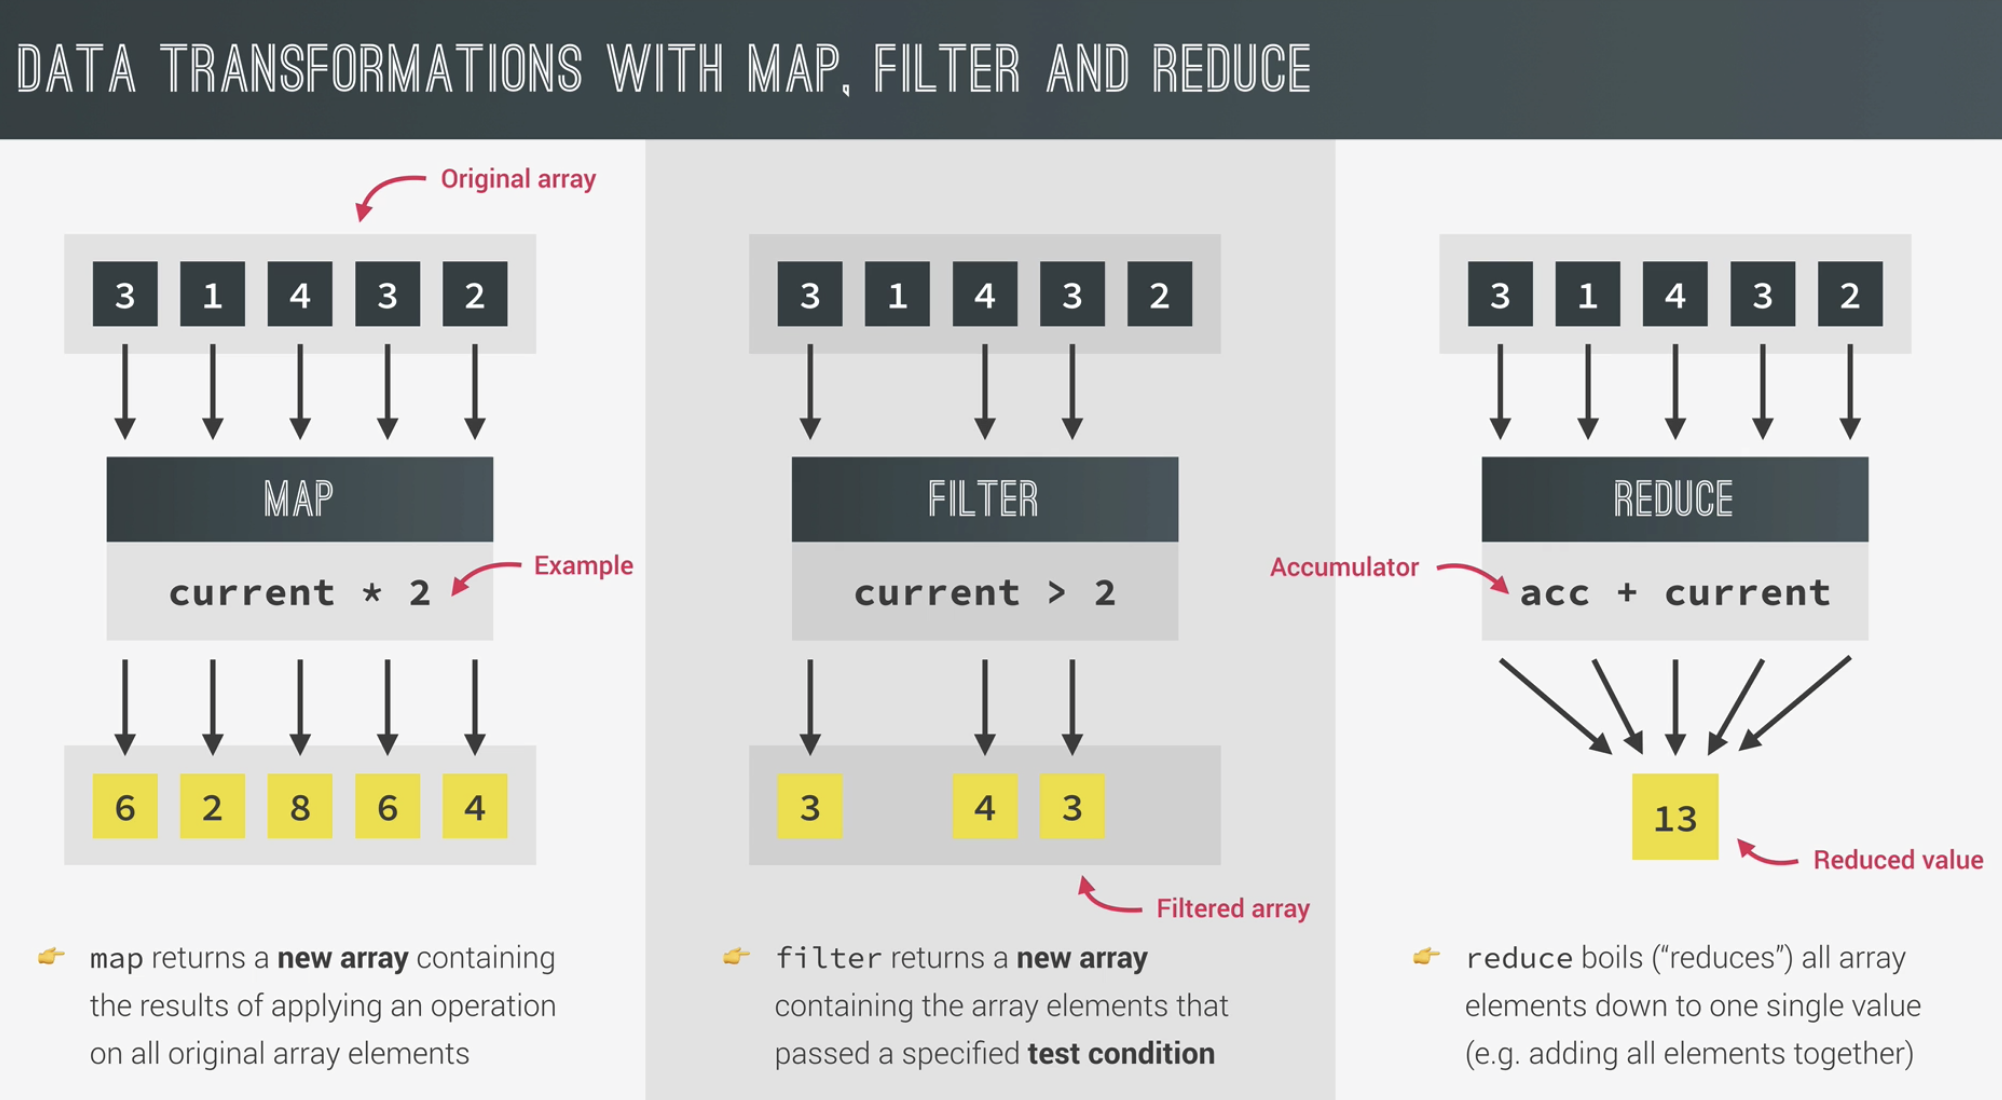 DATA TRANSFORMATIONS WITH MAP, FILTER AND REDUCE
Original array
3 1 4 3 2
MAP
current * 2
Example
6 2 8 6 4
map returns a new array containing
the results of applying an operation
on all original array elements
3 1 4 3 2
FILTER
current > 2
3 4 3
Filtered array
filter returns a new array
containing the array elements that
passed a specified test condition
3 1 4 3 2
REDUCE
Accumulator
acc + current
13
Reduced value
reduce boils (“reduces”) all array
elements down to one single value
(e.g. adding all elements together)